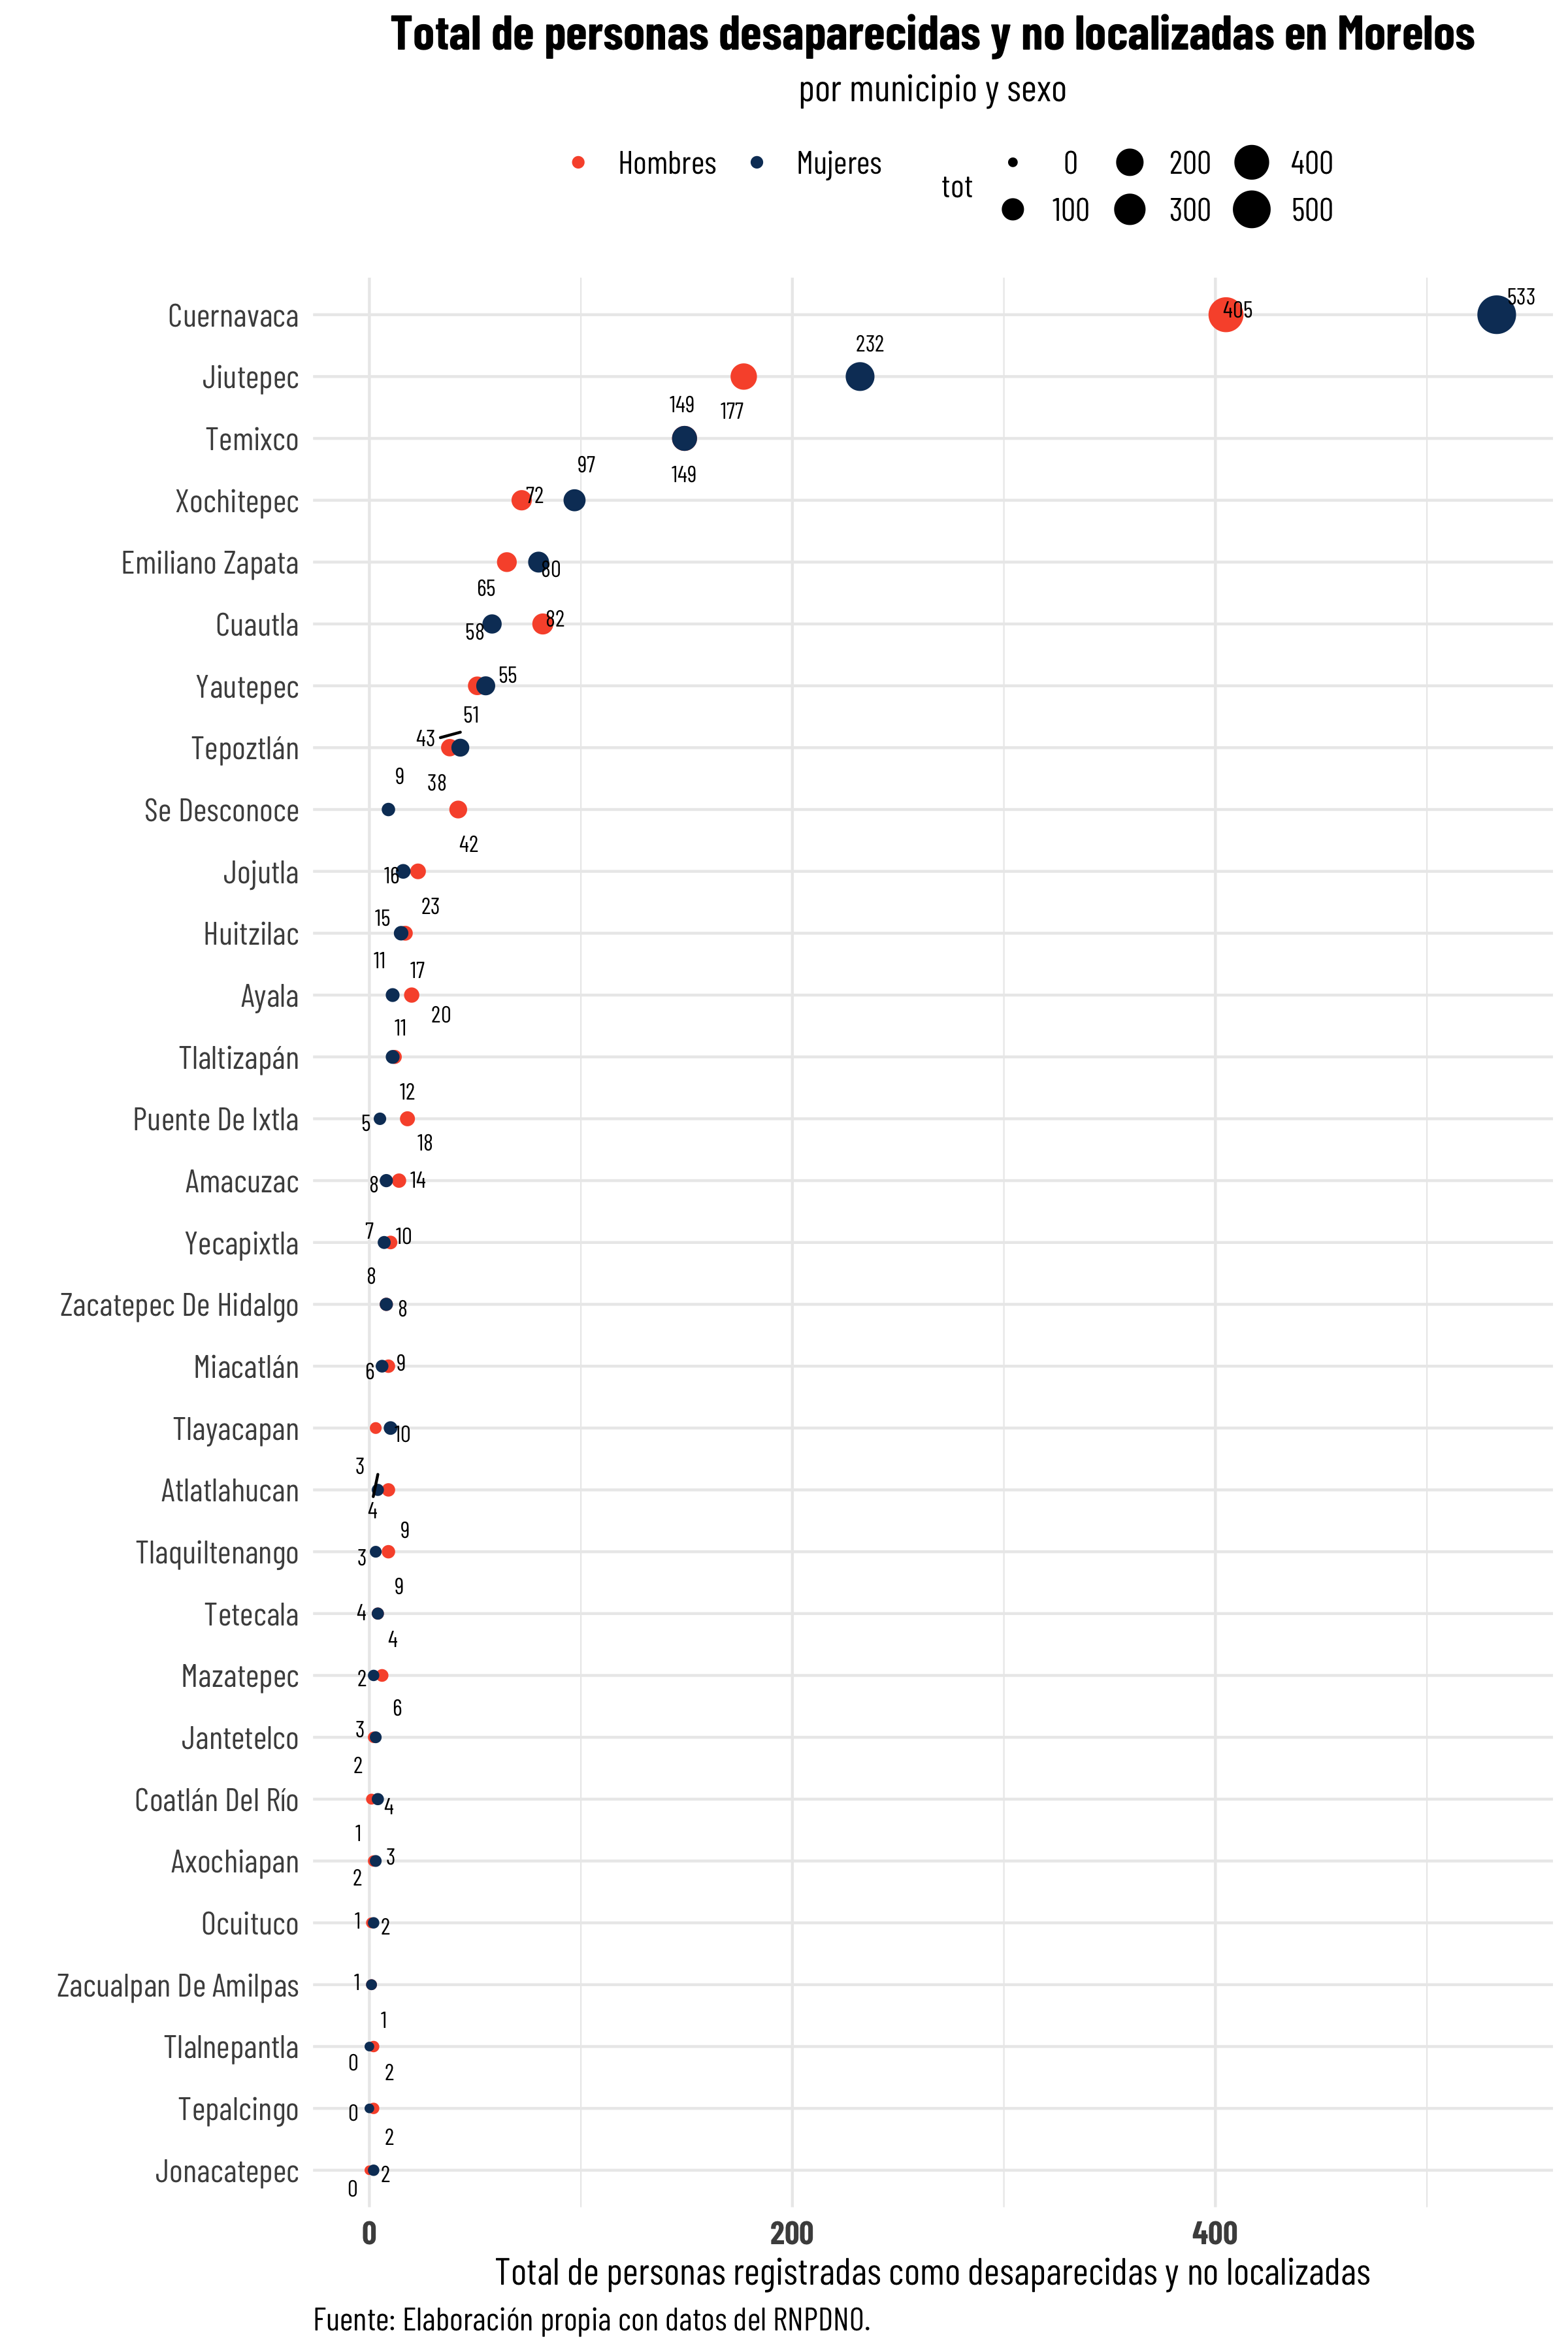 Total de personas desaparecidas y no localizadas en Morelos
por municipio y sexo
Hombres Mujeres
tot
0 200 400
100 300 500
Cuernavaca 405 533
Jiutepec 177 232
Temixco 149 149
Xochitepec 72 97
Emiliano Zapata 65 80
Cuautla 58 82
Yautepec 51 55
Tepoztlán 43 38
Se Desconoce 9 42
Jojutla 16 23
Huitzilac 15 17
Ayala 11 20
Tlaltizapán 11 12
Puente De Ixtla 5 18
Amacuzac 8 14
Yecapixtla 7 10
Zacatepec De Hidalgo 8 8
Miacatlán 6 9
Tlayacapan 3 10
Atlatlahucan 4 9
Tlaquiltenango 3 9
Tetecala 4 4
Mazatepec 2 6
Jantetelco 3 2
Coatlán Del Río 1 4
Axochiapan 2 3
Ocuituco 1 2
Zacualpan De Amilpas 1 1
Tlalnepantla 0 2
Tepalcingo 0 2
Jonacatepec 0 2
0 200 400
Total de personas registradas como desaparecidas y no localizadas
Fuente: Elaboración propia con datos del RNPDNO.